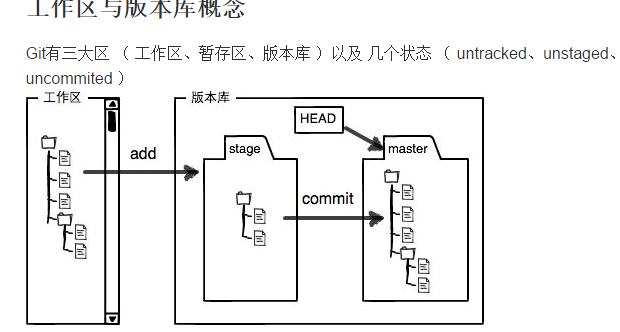 工作区与版本库概念
Git有三大区 （ 工作区、暂存区、版本库 ）以及 几个状态 （ untracked、unstaged、
uncommited ）
工作区
版本库
HEAD
add
stage
master
commit